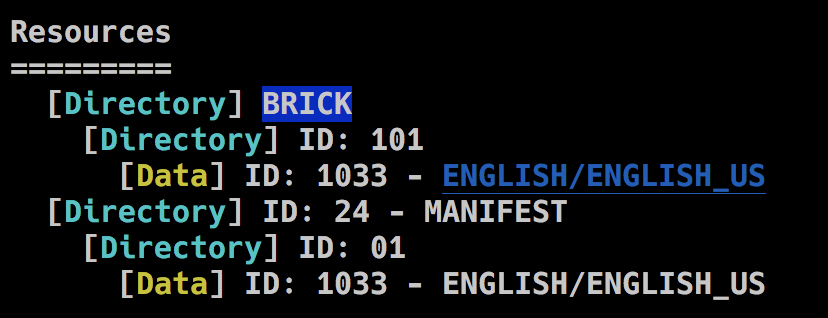 Resources
=========
[Directory] BRICK
[Directory] ID: 101
[Data] ID: 1033 - ENGLISH/ENGLISH_US
[Directory] ID: 24 - MANIFEST
[Directory] ID: 01
[Data] ID: 1033 - ENGLISH/ENGLISH_US